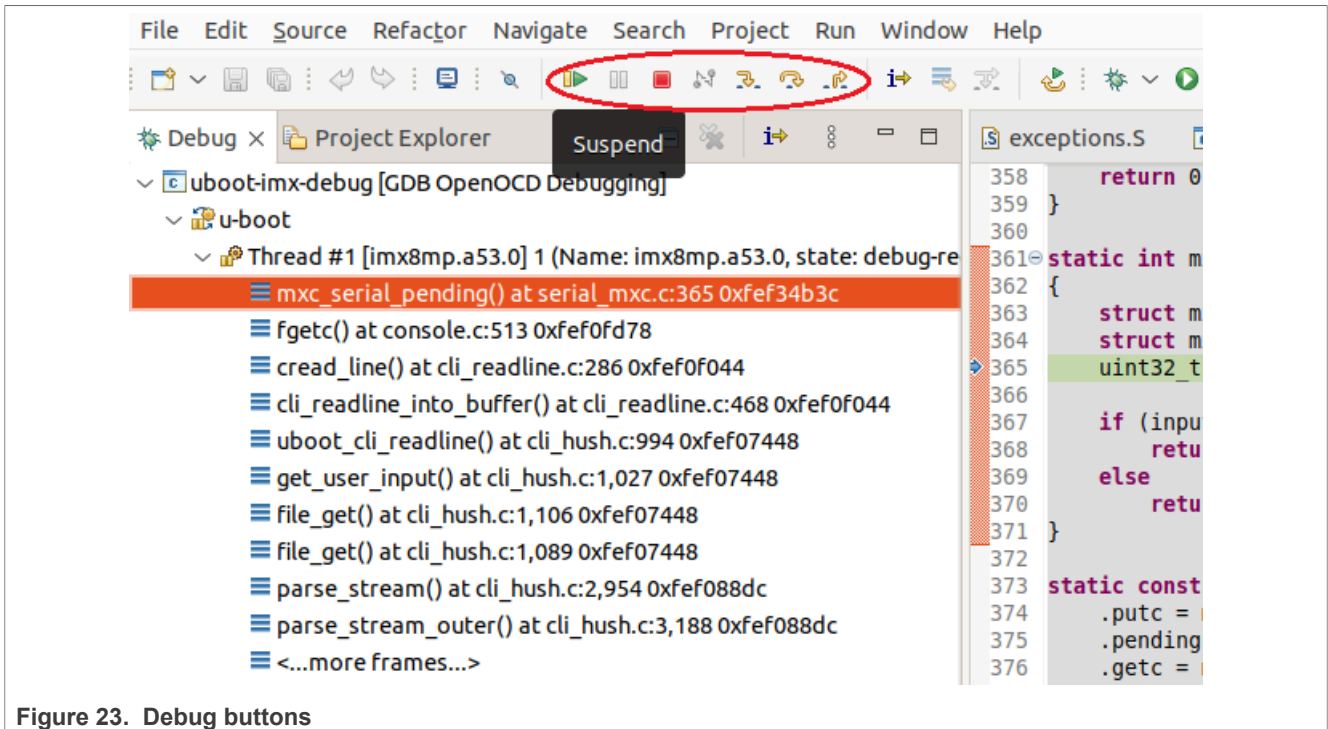 File Edit Source Refactor Navigate Search Project Run Window Help
Debug Project Explorer
Suspend
exceptions.S
uboot-imx-debug [GDB OpenOCD Debugging]
u-boot
Thread #1 [imx8mp.a53.0] 1 (Name: imx8mp.a53.0, state: debug-re
mxc_serial_pending() at serial_mxc.c:365 0xfef34b3c
fgetc() at console.c:513 0xfef0fd78
cread_line() at cli_readline.c:286 0xfef0f044
cli_readline_into_buffer() at cli_readline.c:468 0xfef0f044
uboot_cli_readline() at cli_hush.c:994 0xfef07448
get_user_input() at cli_hush.c:1,027 0xfef07448
file_get() at cli_hush.c:1,106 0xfef07448
file_get() at cli_hush.c:1,089 0xfef07448
parse_stream() at cli_hush.c:2,954 0xfef088dc
parse_stream_outer() at cli_hush.c:3,188 0xfef088dc
<...more frames...>
358 return 0
359 }
360
361 static int m
362 {
363 struct m
364 struct m
365 uint32_t
366
367 if (inpu
368 retu
369 else
370 retu
371 }
372
373 static const
374 .putc =
375 .pending
376 .getc =
Figure 23. Debug buttons